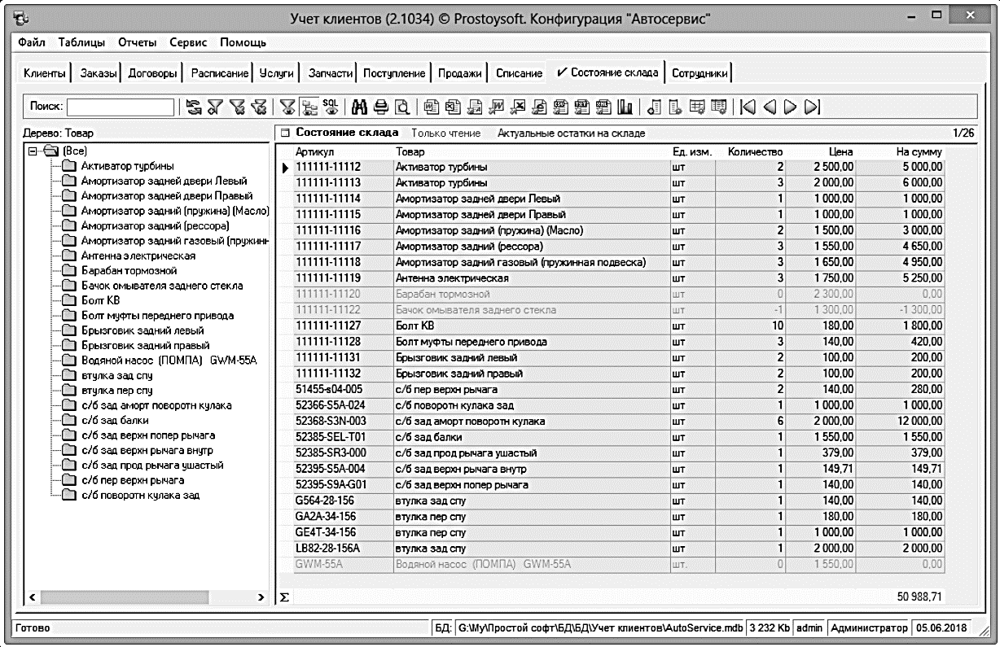 Учет клиентов (2.1034) © Prostoysoft. Конфигурация "Автосервис"
Файл Таблицы Отчеты Сервис Помощь
Клиенты Заказы Договоры Расписание Услуги Запчасти Поступление Продажи Списание ✓ Состояние склада Сотрудники
Поиск:
SQL
Дерево: Товар
(Все)
Активатор турбины
Амортизатор задней двери Левый
Амортизатор задней двери Правый
Амортизатор задний (пружина) (Масло)
Амортизатор задний (рессора)
Амортизатор задний газовый (пружинн
Антенна электрическая
Барабан тормозной
Бачок омывателя заднего стекла
Болт КВ
Болт муфты переднего привода
Брызговик задний левый
Брызговик задний правый
Водяной насос (ПОМПА) GWM-55A
втулка зад спу
втулка пер спу
с/б зад аморт поворотн кулака
с/б зад балки
с/б зад верхн попер рычага
с/б зад верхн рычага внутр
с/б зад прод рычага ушастый
с/б пер верхн рычага
с/б поворотн кулака зад
Состояние склада Только чтение Актуальные остатки на складе 1/26
Артикул Товар Ед. изм. Количество Цена На сумму
111111-11112 Активатор турбины шт 2 2 500,00 5 000,00
111111-11113 Активатор турбины шт 3 2 000,00 6 000,00
111111-11114 Амортизатор задней двери Левый шт 1 1 000,00 1 000,00
111111-11115 Амортизатор задней двери Правый шт 1 1 000,00 1 000,00
111111-11116 Амортизатор задний (пружина) (Масло) шт 2 1 500,00 3 000,00
111111-11117 Амортизатор задний (рессора) шт 3 1 550,00 4 650,00
111111-11118 Амортизатор задний газовый (пружинная подвеска) шт 3 1 650,00 4 950,00
111111-11119 Антенна электрическая шт 3 1 750,00 5 250,00
111111-11120 Барабан тормозной шт 0 2 300,00 0,00
111111-11122 Бачок омывателя заднего стекла шт -1 1 300,00 -1 300,00
111111-11127 Болт КВ шт 10 180,00 1 800,00
111111-11128 Болт муфты переднего привода шт 3 140,00 420,00
111111-11131 Брызговик задний левый шт 2 100,00 200,00
111111-11132 Брызговик задний правый шт 2 100,00 200,00
51455-s04-005 с/б пер верхн рычага шт 2 140,00 280,00
52366-S5A-024 с/б поворотн кулака зад шт 1 1 000,00 1 000,00
52368-S3N-003 с/б зад аморт поворотн кулака шт 6 2 000,00 12 000,00
52385-SEL-T01 с/б зад балки шт 1 1 550,00 1 550,00
52385-SR3-000 с/б зад прод рычага ушастый шт 1 379,00 379,00
52395-S5A-004 с/б зад верхн рычага внутр шт 1 149,71 149,71
52395-S9A-G01 с/б зад верхн попер рычага шт 1 140,00 140,00
G564-28-156 втулка зад спу шт 1 140,00 140,00
GA2A-34-156 втулка пер спу шт 1 180,00 180,00
GE4T-34-156 втулка пер спу шт 1 1 000,00 1 000,00
LB82-28-156A втулка зад спу шт 1 2 000,00 2 000,00
GWM-55A Водяной насос (ПОМПА) GWM-55A шт. 0 1 550,00 0,00
Σ 50 988,71
Готово БД: G:\My\Простой софт\БД\БД\Учет клиентов\AutoService.mdb 3 232 Kb admin Администратор 05.06.2018